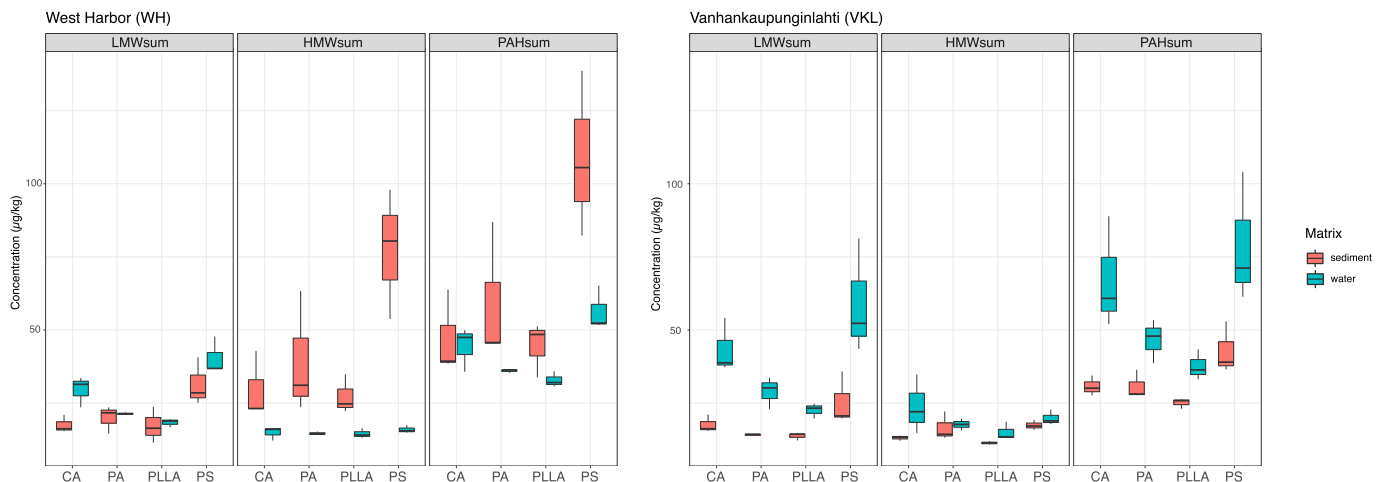 West Harbor (WH)
Vanhankaupunginlahti (VKL)
LMWsum HMWsum PAHsum
LMWsum HMWsum PAHsum
Concentration (µg/kg)
100
50
Concentration (µg/kg)
100
50
Matrix
sediment
water
CA PA PLLA PS CA PA PLLA PS CA PA PLLA PS
CA PA PLLA PS CA PA PLLA PS CA PA PLLA PS